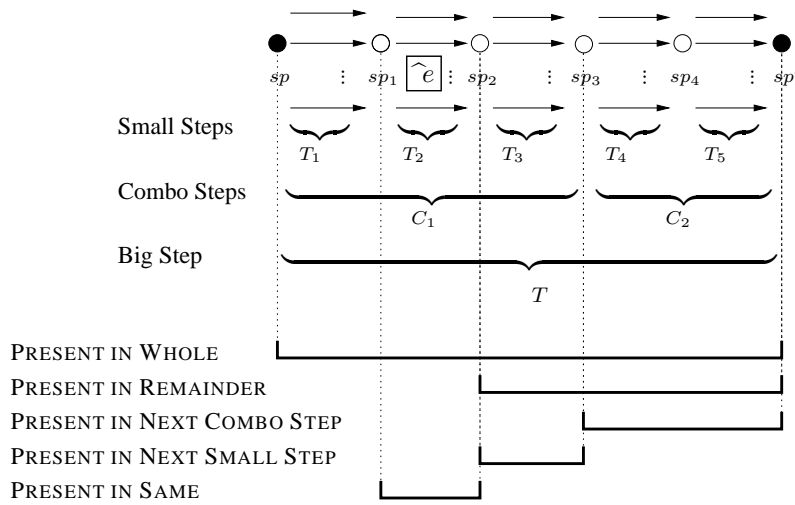 sp ⋮ sp₁ ^e ⋮ sp₂ ⋮ sp₃ ⋮ sp₄ ⋮ sp
Small Steps
T₁ T₂ T₃ T₄ T₅
Combo Steps
C₁ C₂
Big Step
T
PRESENT IN WHOLE
PRESENT IN REMAINDER
PRESENT IN NEXT COMBO STEP
PRESENT IN NEXT SMALL STEP
PRESENT IN SAME